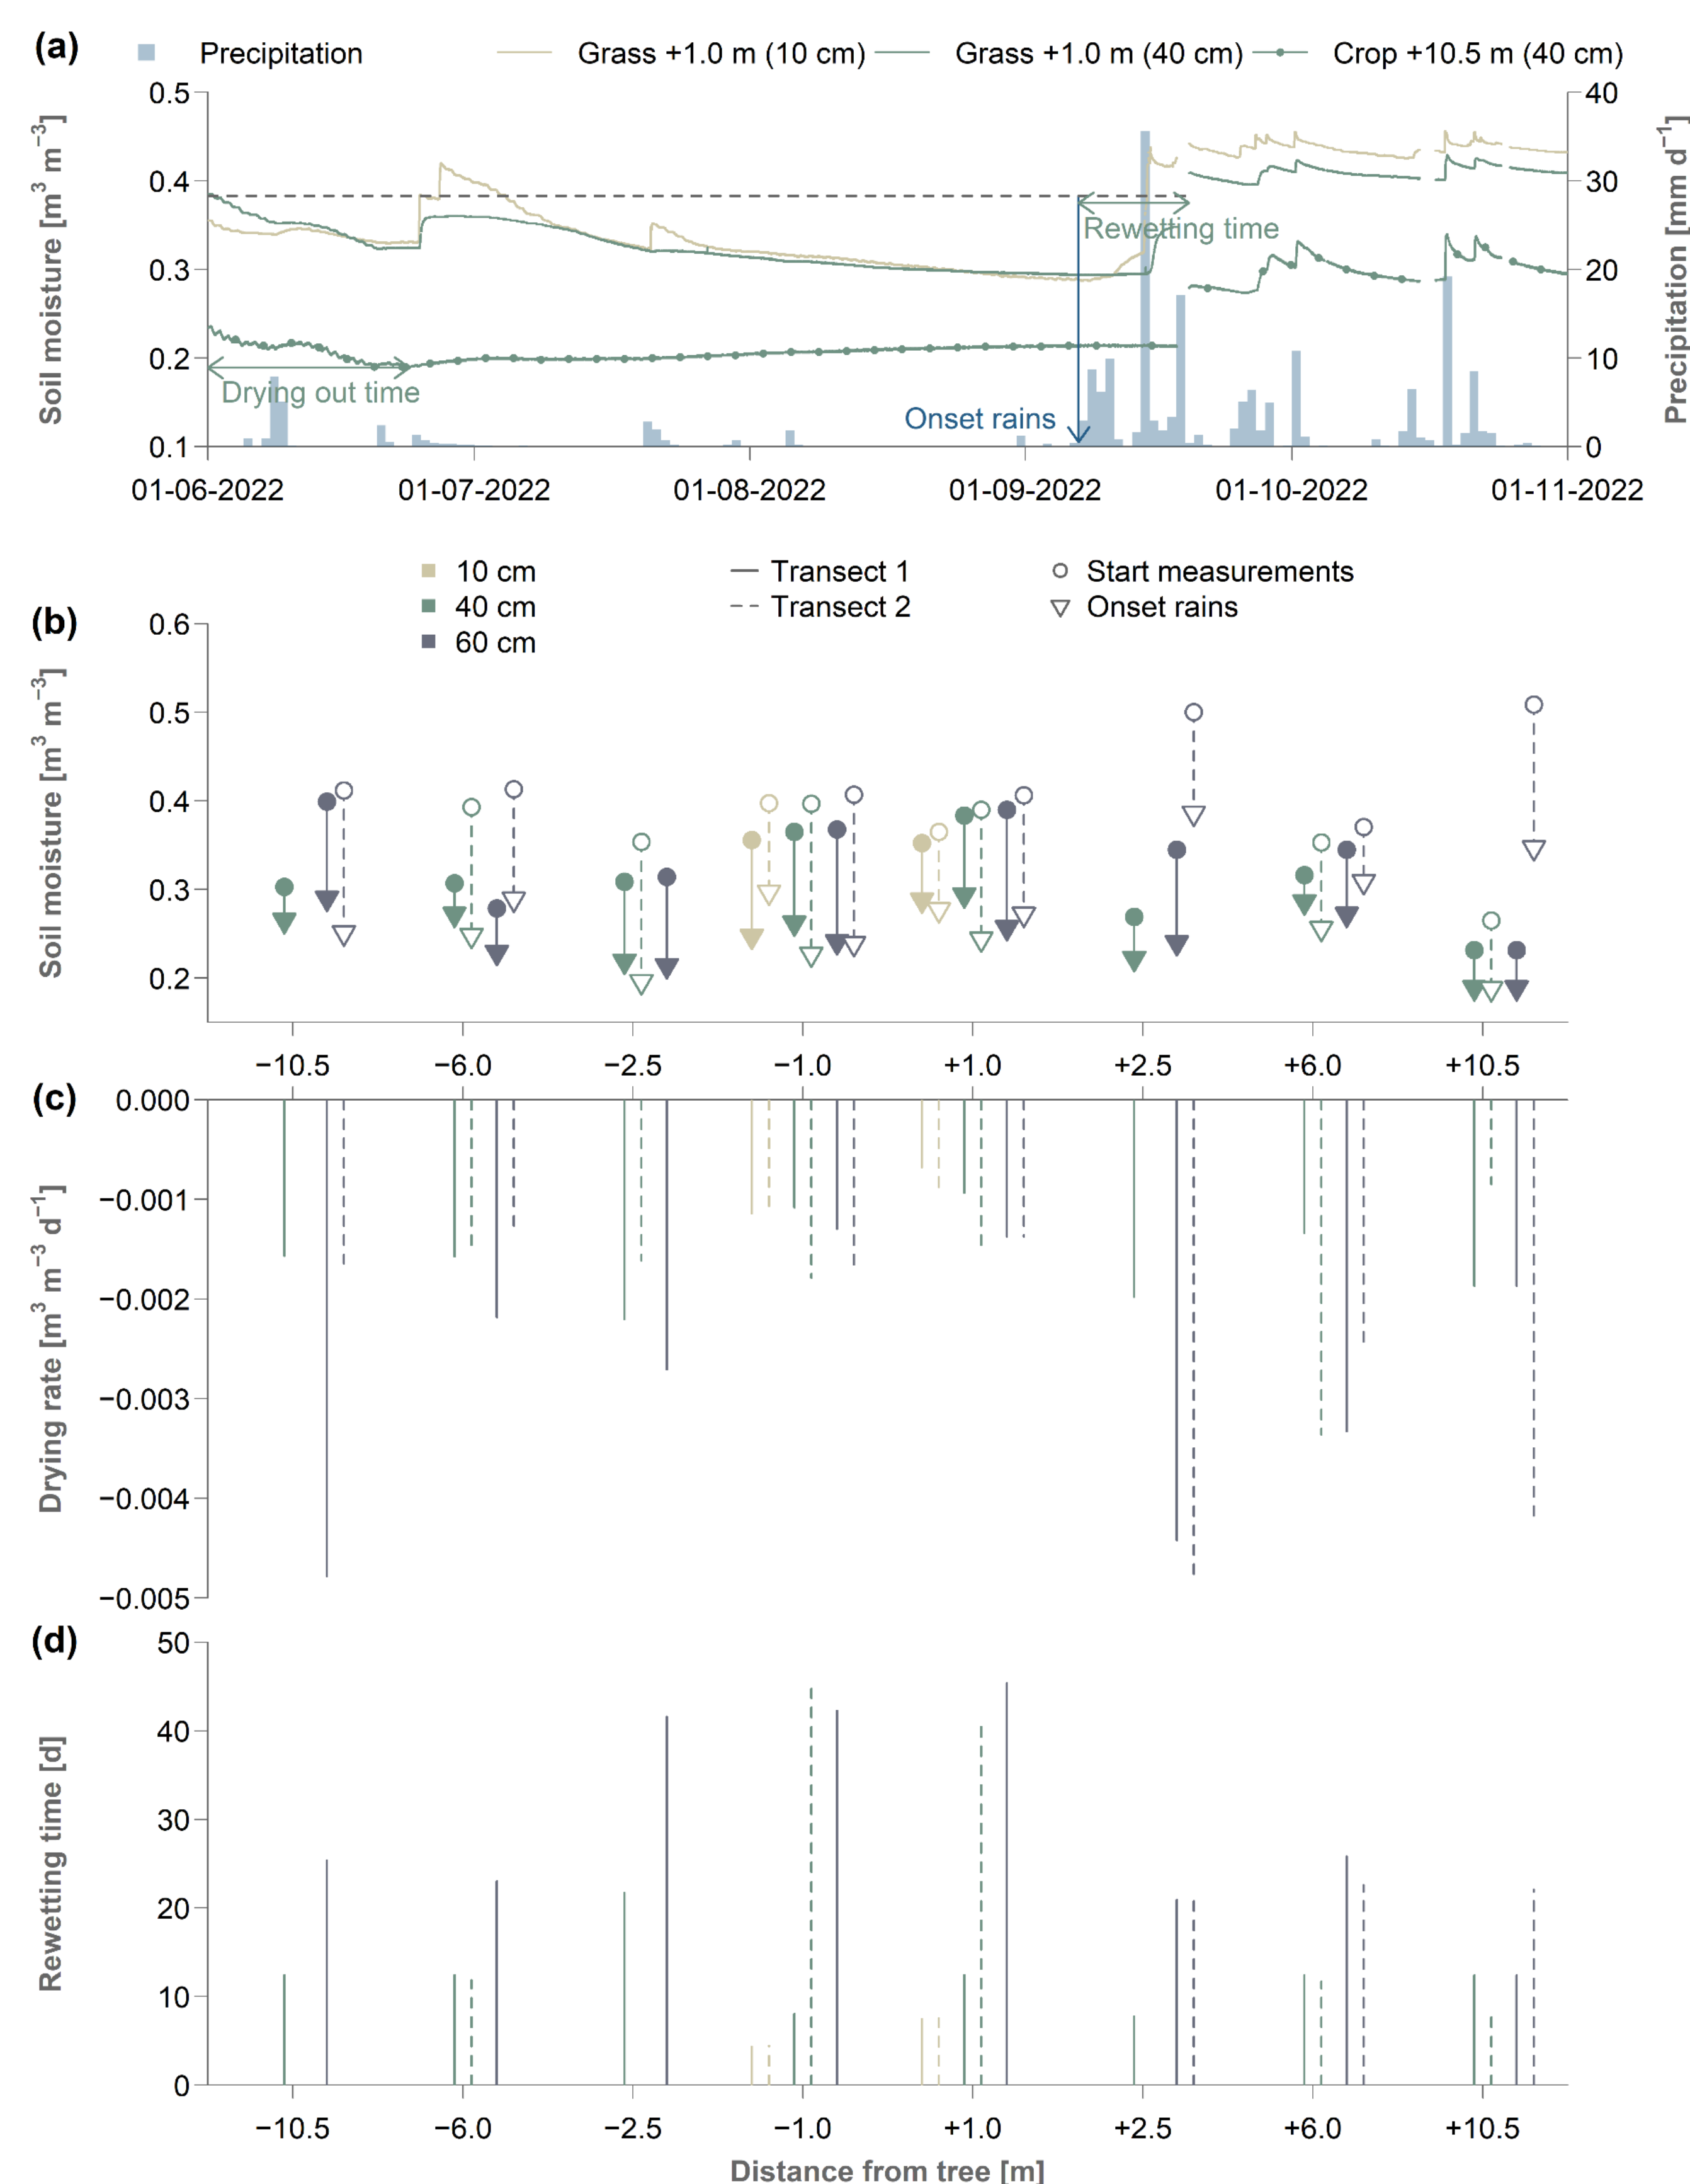 (a)
Precipitation
Grass +1.0 m (10 cm)
Grass +1.0 m (40 cm)
Crop +10.5 m (40 cm)
Soil moisture [m³ m⁻³]
0.5
0.4
0.3
0.2
0.1
Precipitation [mm d⁻¹]
40
30
20
10
0
Rewetting time
Drying out time
Onset rains
01-06-2022
01-07-2022
01-08-2022
01-09-2022
01-10-2022
01-11-2022
10 cm
40 cm
60 cm
Transect 1
Transect 2
Start measurements
Onset rains
(b)
Soil moisture [m³ m⁻³]
0.6
0.5
0.4
0.3
0.2
−10.5
−6.0
−2.5
−1.0
+1.0
+2.5
+6.0
+10.5
(c)
Drying rate [m³ m⁻³ d⁻¹]
0.000
−0.001
−0.002
−0.003
−0.004
−0.005
(d)
Rewetting time [d]
50
40
30
20
10
0
−10.5
−6.0
−2.5
−1.0
+1.0
+2.5
+6.0
+10.5
Distance from tree [m]